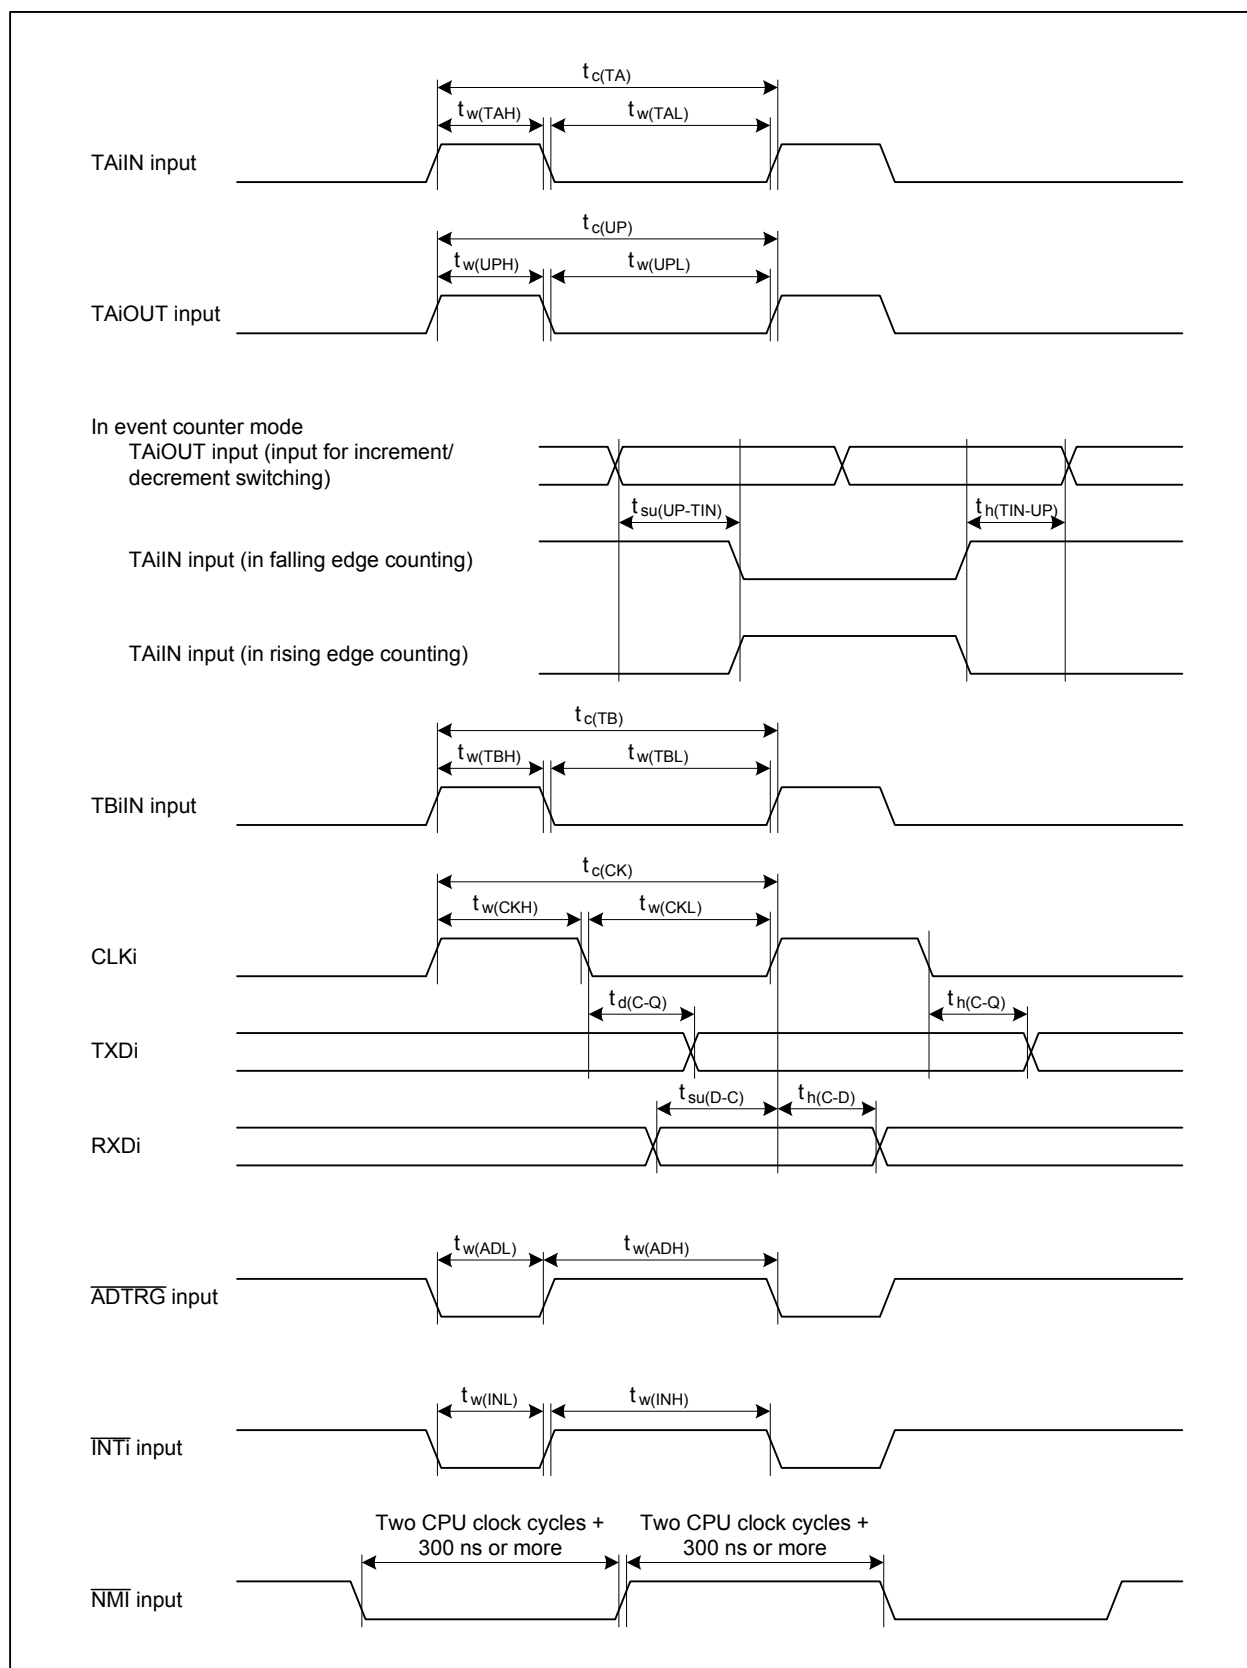 tc(TA)
tw(TAH) tw(TAL)
TAiIN input
tc(UP)
tw(UPH) tw(UPL)
TAiOUT input
In event counter mode
TAiOUT input (input for increment/
decrement switching)
tsu(UP-TIN) th(TIN-UP)
TAiIN input (in falling edge counting)
TAiIN input (in rising edge counting)
tc(TB)
tw(TBH) tw(TBL)
TBiIN input
tc(CK)
tw(CKH) tw(CKL)
CLKi
td(C-Q) th(C-Q)
TXDi
tsu(D-C) th(C-D)
RXDi
tw(ADL) tw(ADH)
ADTRG input
tw(INL) tw(INH)
INTi input
Two CPU clock cycles +
300 ns or more
Two CPU clock cycles +
300 ns or more
NMI input